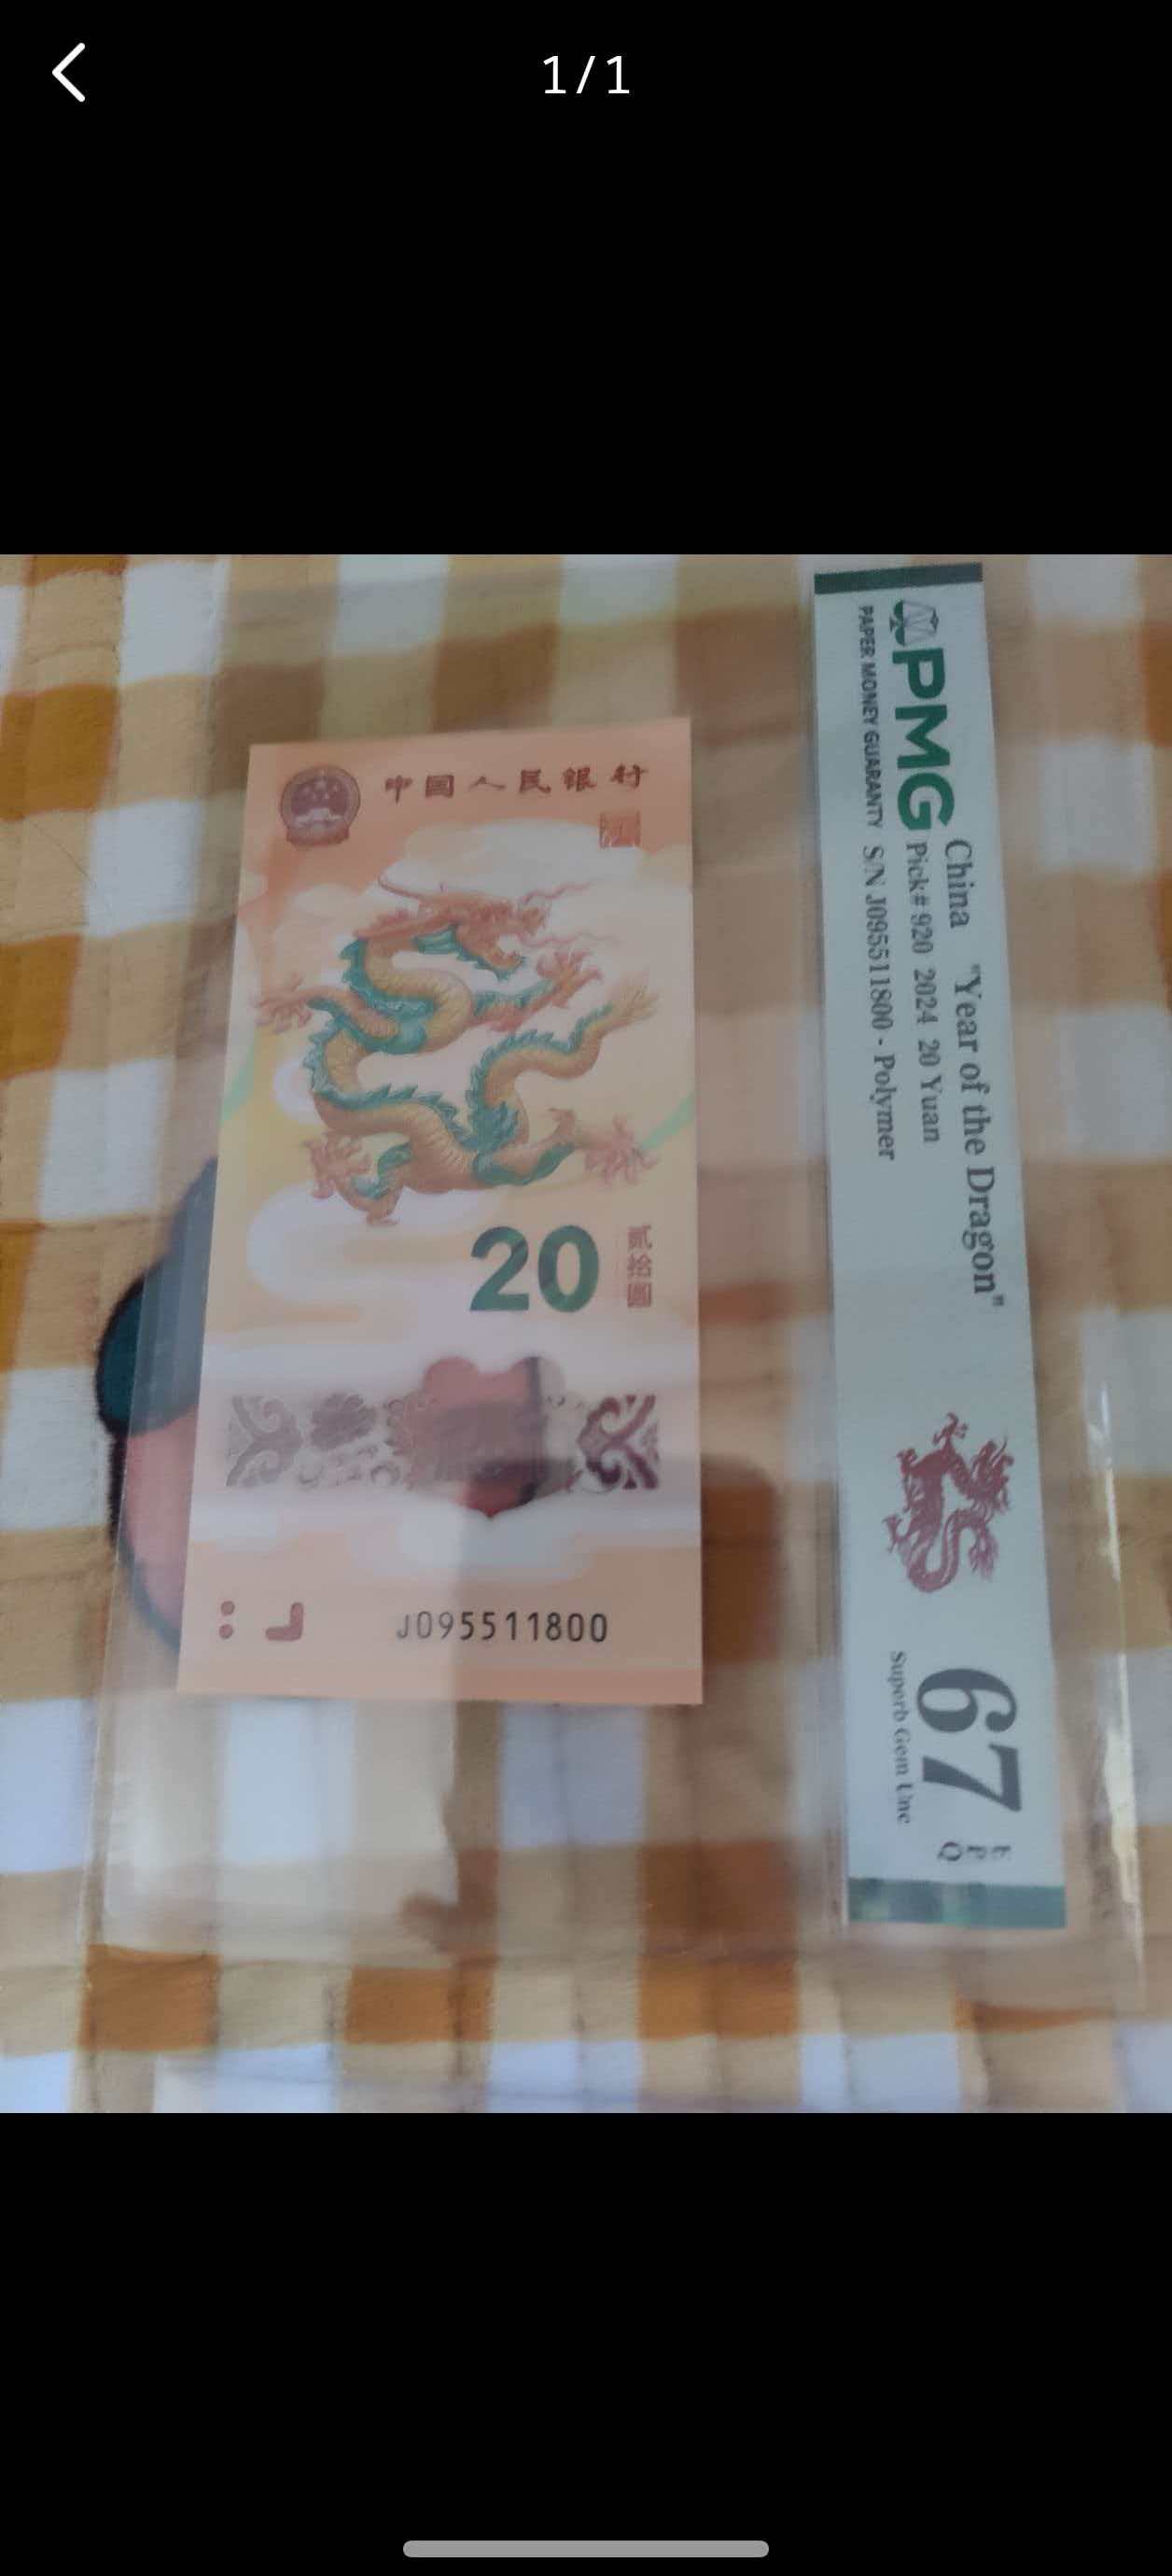 1/1
中国人民银行
20
贰拾圆
J095511800
PMG
PAPER MONEY GUARANTY
China "Year of the Dragon"
Pick# 920 2024 20 Yuan
S/N J095511800 - Polymer
67
EPQ
Superb Gem Unc